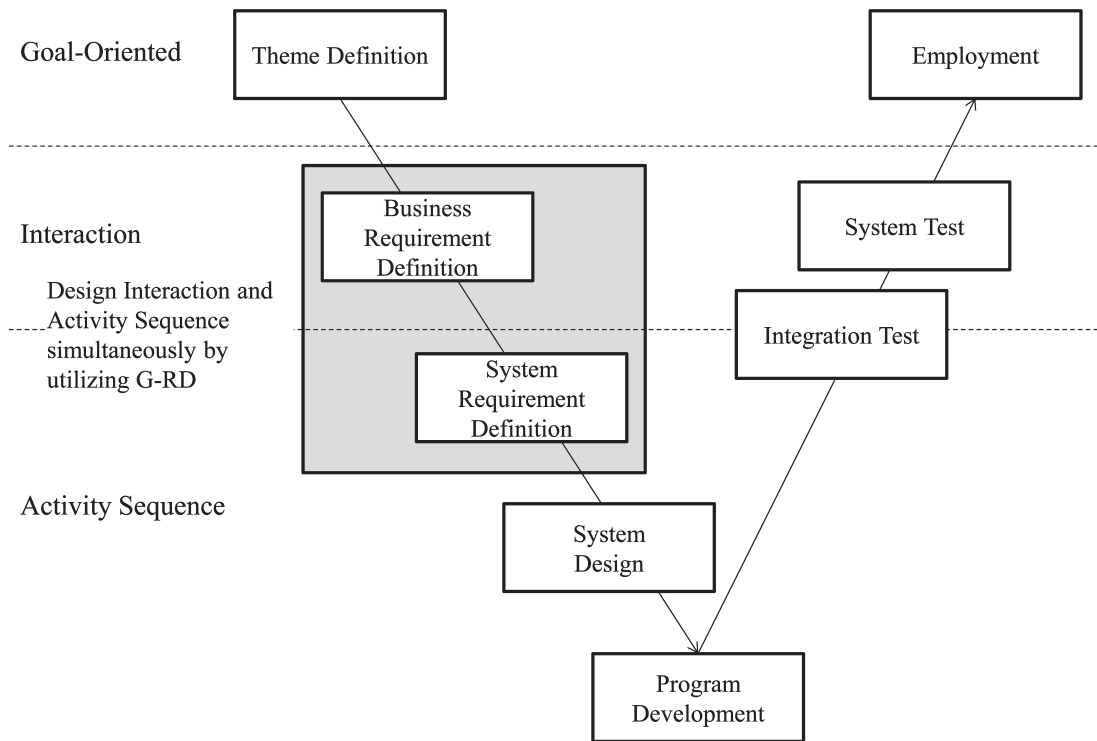 Goal-Oriented
Theme Definition
Employment
Interaction
Business
Requirement
Definition
System Test
Design Interaction and
Activity Sequence
simultaneously by
utilizing G-RD
Integration Test
System
Requirement
Definition
Activity Sequence
System
Design
Program
Development